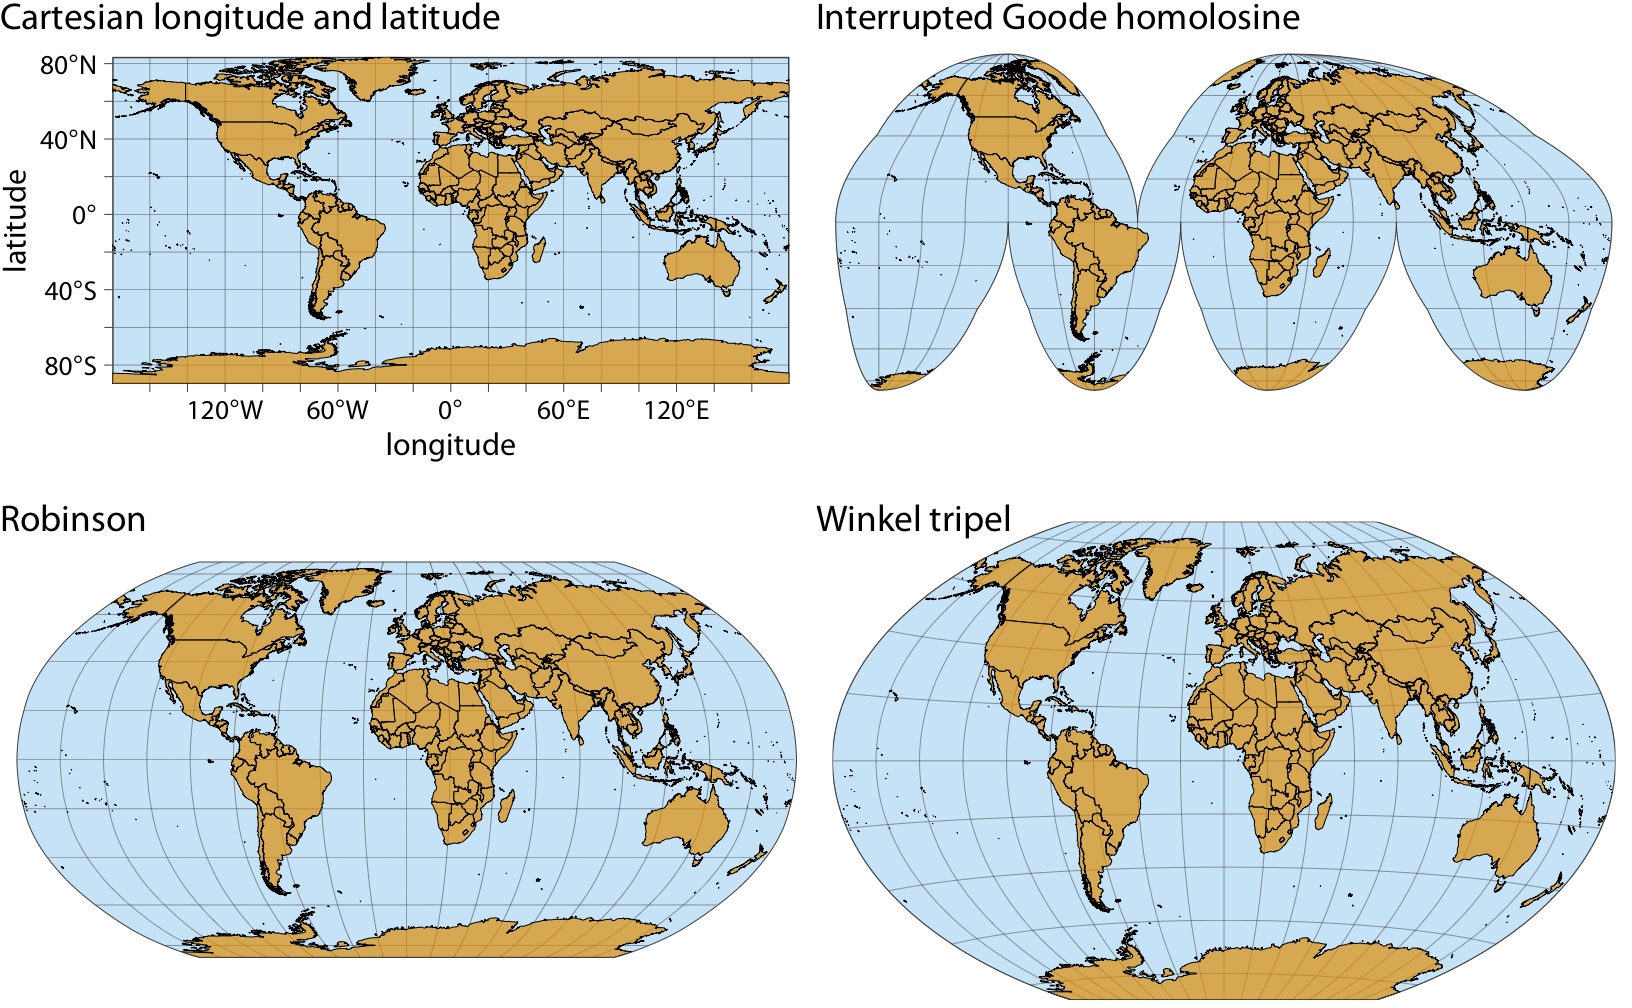 Cartesian longitude and latitude
80°N
40°N
0°
40°S
80°S
latitude
120°W 60°W 0° 60°E 120°E
longitude
Interrupted Goode homolosine
Robinson
Winkel tripel